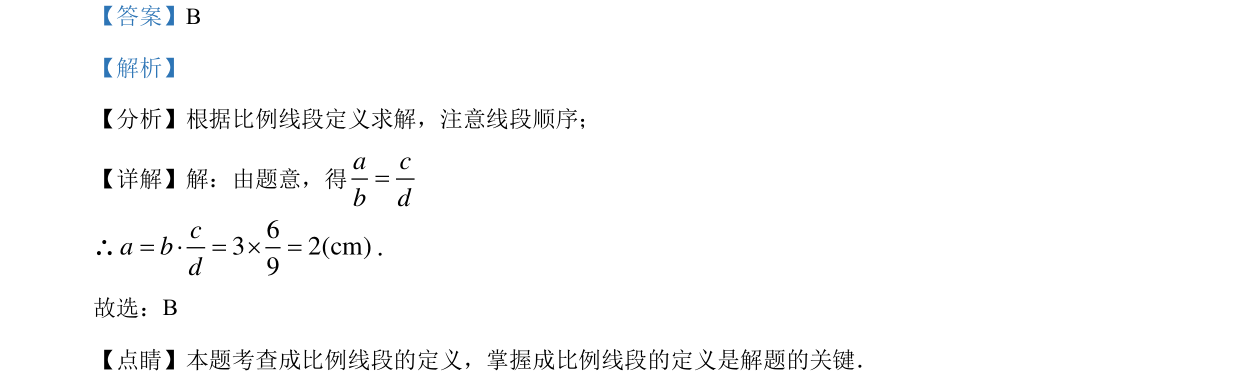 【答案】B
【解析】
【分析】根据比例线段定义求解，注意线段顺序；
【详解】解：由题意，得 a/b = c/d
∴ a = b · c/d = 3 × 6/9 = 2(cm) .
故选：B
【点睛】本题考查成比例线段的定义，掌握成比例线段的定义是解题的关键.